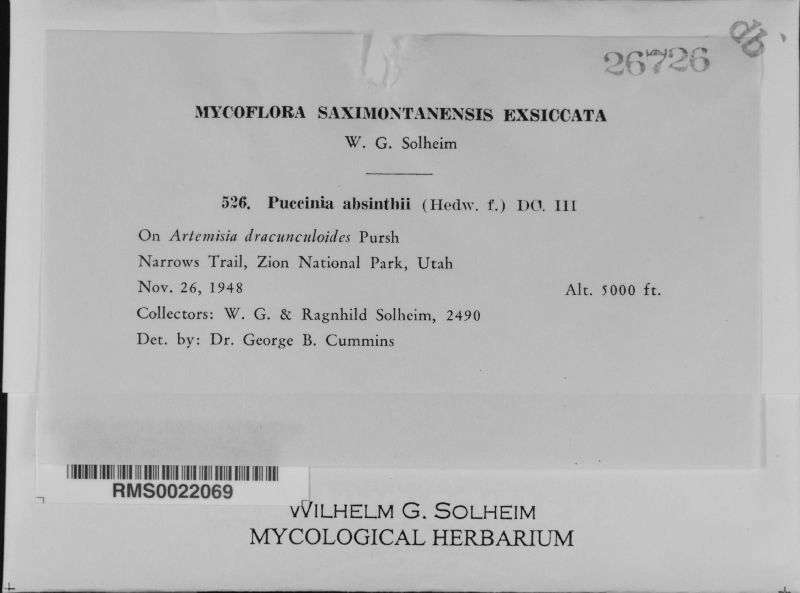 26726
db
MYCOFLORA SAXIMONTANENSIS EXSICCATA
W. G. Solheim
526. Puccinia absinthii (Hedw. f.) DC. III
On Artemisia dracunculoides Pursh
Narrows Trail, Zion National Park, Utah
Nov. 26, 1948 Alt. 5000 ft.
Collectors: W. G. & Ragnhild Solheim, 2490
Det. by: Dr. George B. Cummins
RMS0022069
WILHELM G. SOLHEIM
MYCOLOGICAL HERBARIUM